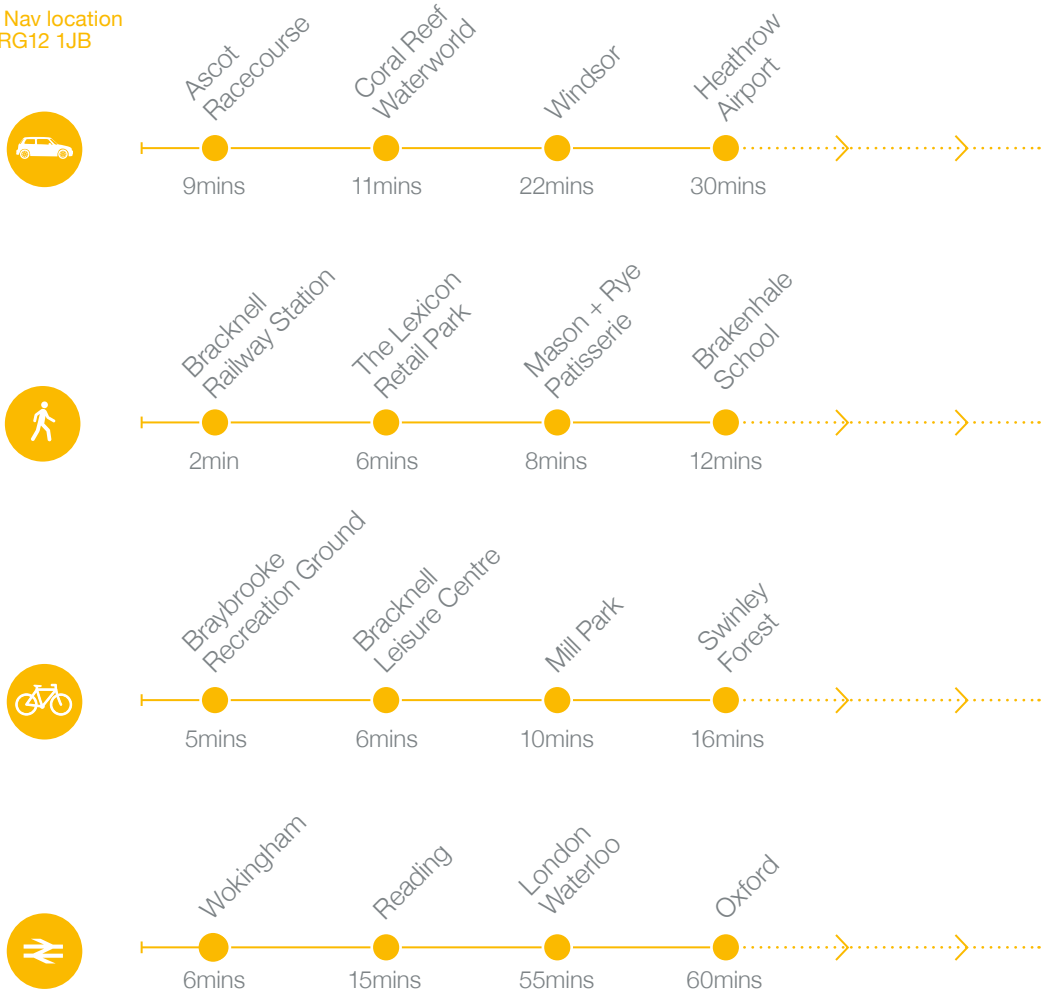 Nav location
RG12 1JB
Ascot
Racecourse
Coral Reef
Waterworld
Windsor
Heathrow
Airport
9mins
11mins
22mins
30mins
Bracknell
Railway Station
The Lexicon
Retail Park
Mason + Rye
Patisserie
Brakenhale
School
2min
6mins
8mins
12mins
Braybrooke
Recreation Ground
Bracknell
Leisure Centre
Mill Park
Swinley
Forest
5mins
6mins
10mins
16mins
Wokingham
Reading
London
Waterloo
Oxford
6mins
15mins
55mins
60mins